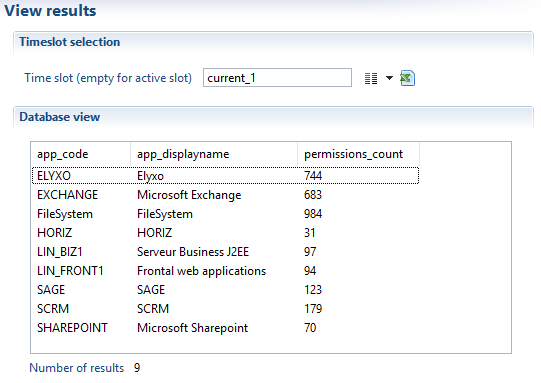 View results
Timeslot selection
Time slot (empty for active slot) current_1
Database view
app_code app_displayname permissions_count
ELYXO Elyxo 744
EXCHANGE Microsoft Exchange 683
FileSystem FileSystem 984
HORIZ HORIZ 31
LIN_BIZ1 Serveur Business J2EE 97
LIN_FRONT1 Frontal web applications 94
SAGE SAGE 123
SCRM SCRM 179
SHAREPOINT Microsoft Sharepoint 70
Number of results 9